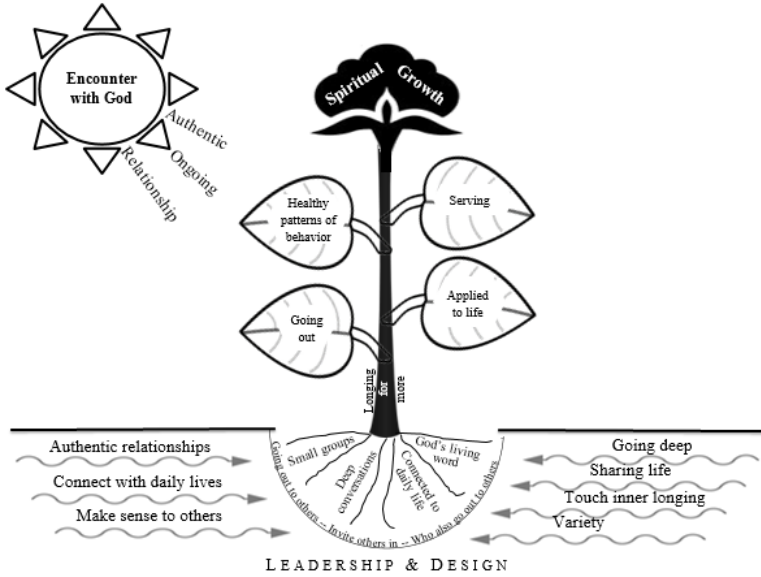 Encounter
with God
Authentic
Ongoing
Relationship
Spiritual Growth
Healthy
patterns of
behavior
Serving
Going
out
Applied
to life
Longing
for
more
Small groups
Deep
conversations
Connected to
daily life
God's living
word
Going out to others -- Invite others in -- Who also go out to others
Authentic relationships
Connect with daily lives
Make sense to others
Going deep
Sharing life
Touch inner longing
Variety
LEADERSHIP & DESIGN